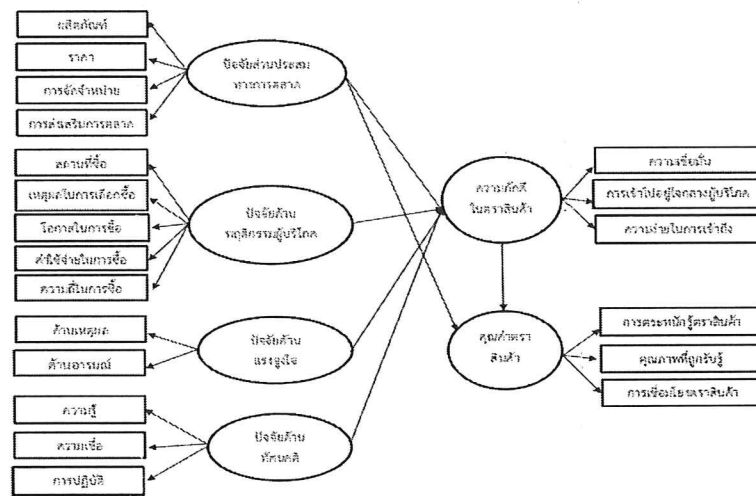 ผลิตภัณฑ์
ราคา
การจัดจำหน่าย
การส่งเสริมการตลาด
ปัจจัยส่วนประสม
ทางการตลาด
สถานที่ซื้อ
เหตุผลในการเลือกซื้อ
โอกาสในการซื้อ
ค่าใช้จ่ายในการซื้อ
ความถี่ในการซื้อ
ปัจจัยด้าน
พฤติกรรมผู้บริโภค
ด้านเหตุผล
ด้านอารมณ์
ปัจจัยด้าน
แรงจูงใจ
ความรู้
ความเชื่อ
การปฏิบัติ
ปัจจัยด้าน
ทัศนคติ
ความภักดี
ในตราสินค้า
ความเชื่อมั่น
การเข้าไปอยู่ใจกลางผู้บริโภค
ความง่ายในการเข้าถึง
คุณค่าตรา
สินค้า
การตระหนักรู้ตราสินค้า
คุณภาพที่ถูกรับรู้
การเชื่อมโยงตราสินค้า